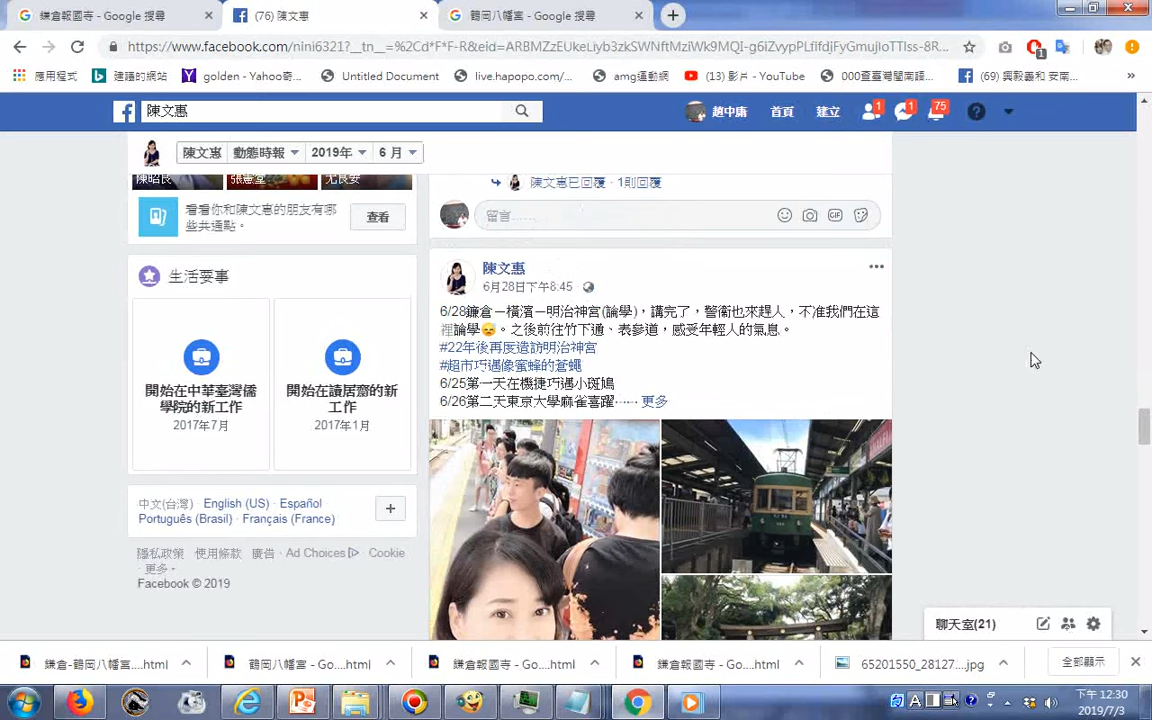 鎌倉報國寺 - Google 搜尋
(76) 陳文惠
鶴岡八幡宮 - Google 搜尋
https://www.facebook.com/nini6321?__tn__=%2Cd*F*F-R&eid=ARBMZzEUkeLiyb3zkSWNftMziWk9MQI-g6iZvypPLfIfdjFyGmujIoTTIss-8R...
應用程式
建議的網站
golden - Yahoo奇...
Untitled Document
live.hapopo.com/...
amg運動網
(13) 影片 - YouTube
000查臺灣閩南語...
(69) 興毅義和 安南...
陳文惠
趙中庸
首頁
建立
1
1
75
陳文惠
動態時報
2019年
6 月
陳昭良
張憲堂
尤良安
看看你和陳文惠的朋友有哪
些共通點。
查看
生活要事
開始在中華臺灣儒
學院的新工作
2017年7月
開始在讀居齋的新
工作
2017年1月
中文(台灣) · English (US) · Español
Português (Brasil) · Français (France)
隱私政策 · 使用條款 · 廣告 · Ad Choices · Cookie
· 更多
Facebook © 2019
陳文惠已回覆 · 1則回覆
留言......
GIF
陳文惠
6月28日下午8:45
6/28鎌倉－橫濱－明治神宮(論學)，講完了，警衛也來趕人，不准我們在這
裡論學。之後前往竹下通、表參道，感受年輕人的氣息。
#22年後再度造訪明治神宮
#超市巧遇像蜜蜂的蒼蠅
6/25第一天在機捷巧遇小斑鳩
6/26第二天東京大學麻雀喜躍…… 更多
聊天室(21)
鎌倉-鶴岡八幡宮....html
鶴岡八幡宮 - Go....html
鎌倉報國寺 - Go....html
鎌倉報國寺 - Go....html
65201550_28127....jpg
全部顯示
下午 12:30
2019/7/3